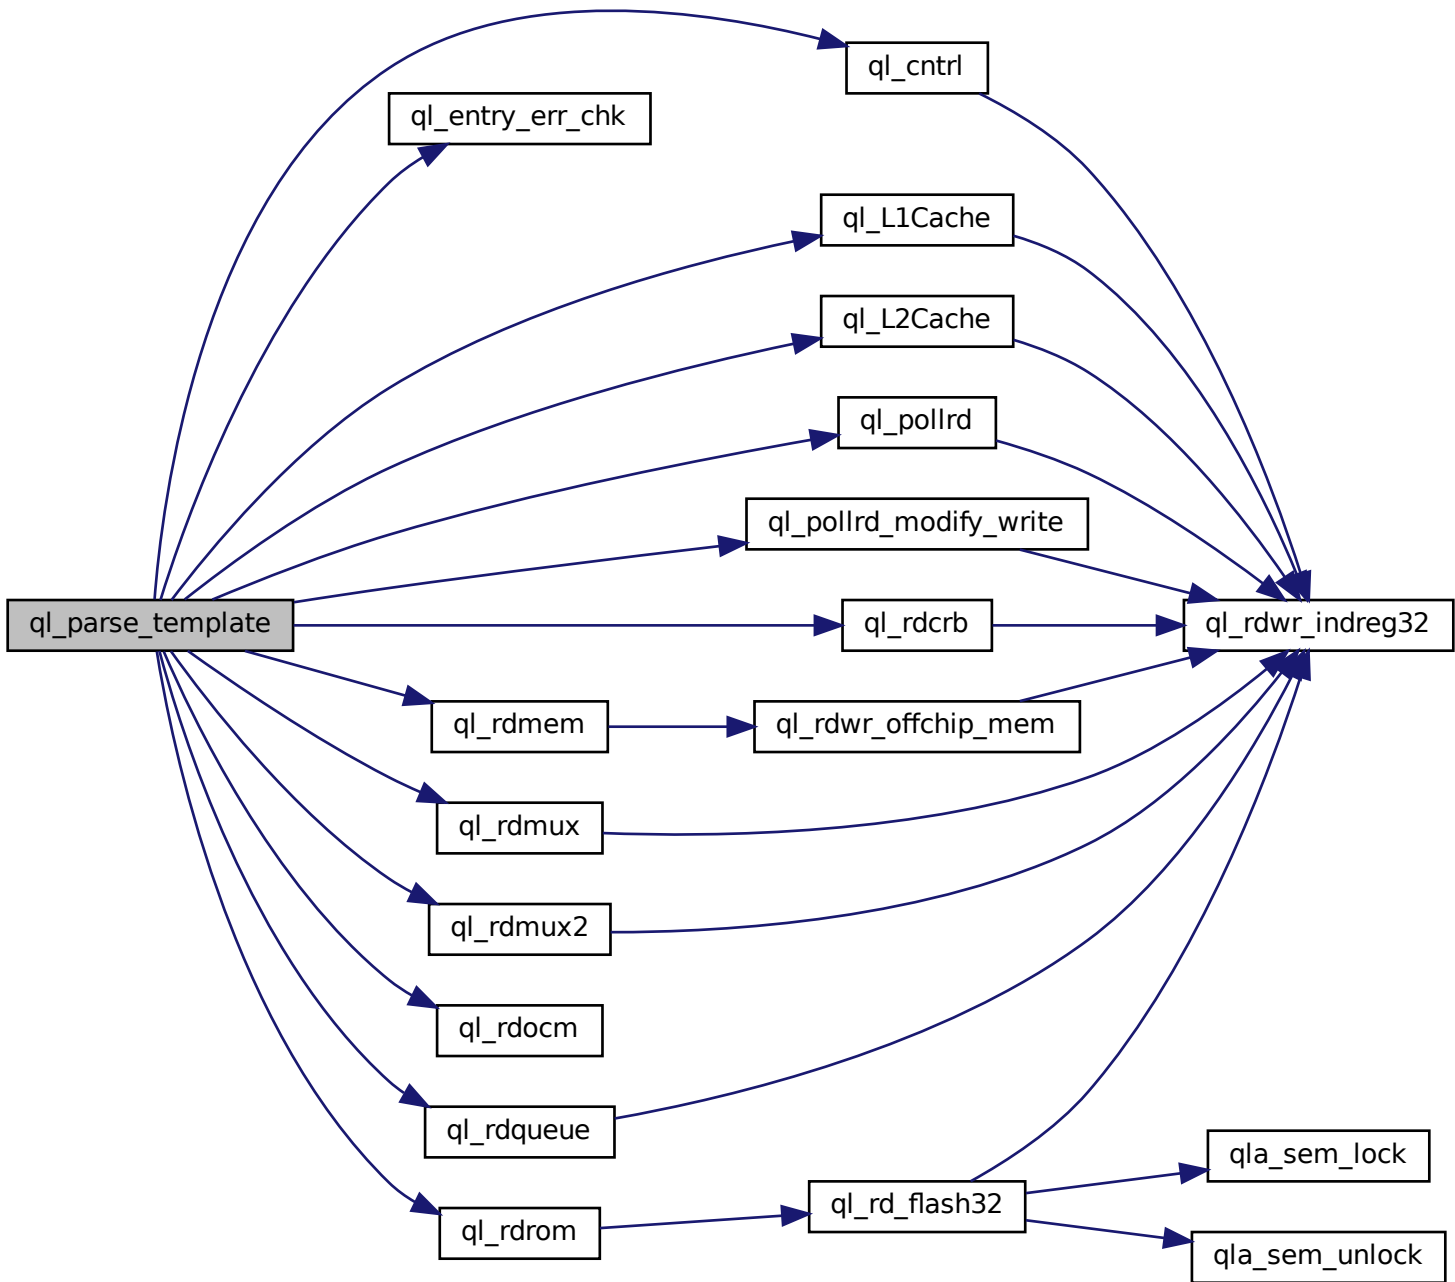 ql_cntrl
ql_entry_err_chk
ql_L1Cache
ql_L2Cache
ql_pollrd
ql_pollrd_modify_write
ql_parse_template
ql_rdcrb
ql_rdwr_indreg32
ql_rdmem
ql_rdwr_offchip_mem
ql_rdmux
ql_rdmux2
ql_rdocm
ql_rdqueue
qla_sem_lock
ql_rd_flash32
ql_rdrom
qla_sem_unlock